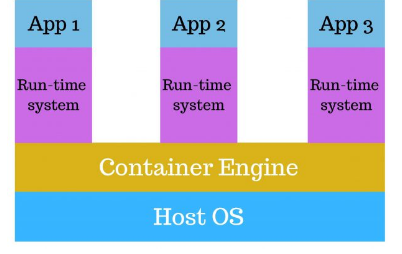 App 1
App 2
App 3
Run-time
system
Run-time
system
Run-time
system
Container Engine
Host OS